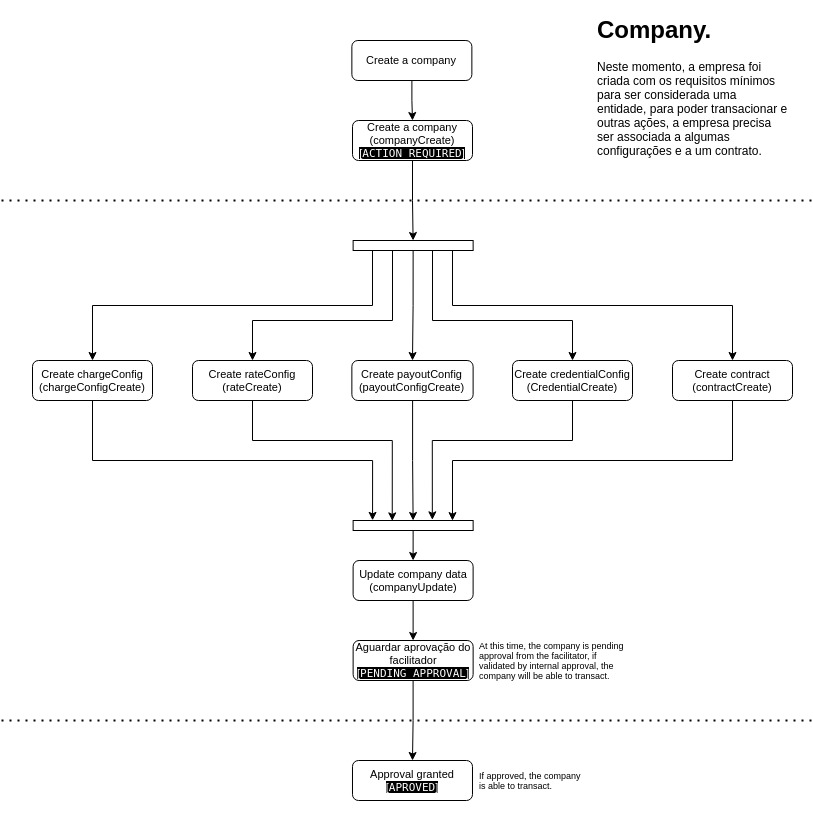 Company.
Neste momento, a empresa foi
criada com os requisitos mínimos
para ser considerada uma
entidade, para poder transacionar e
outras ações, a empresa precisa
ser associada a algumas
configurações e a um contrato.
Create a company
Create a company
(companyCreate)
[ACTION REQUIRED]
Create chargeConfig
(chargeConfigCreate)
Create rateConfig
(rateCreate)
Create payoutConfig
(payoutConfigCreate)
Create credentialConfig
(CredentialCreate)
Create contract
(contractCreate)
Update company data
(companyUpdate)
Aguardar aprovação do
facilitador
[PENDING APPROVAL]
At this time, the company is pending
approval from the facilitator, if
validated by internal approval, the
company will be able to transact.
Approval granted
[APROVED]
If approved, the company
is able to transact.